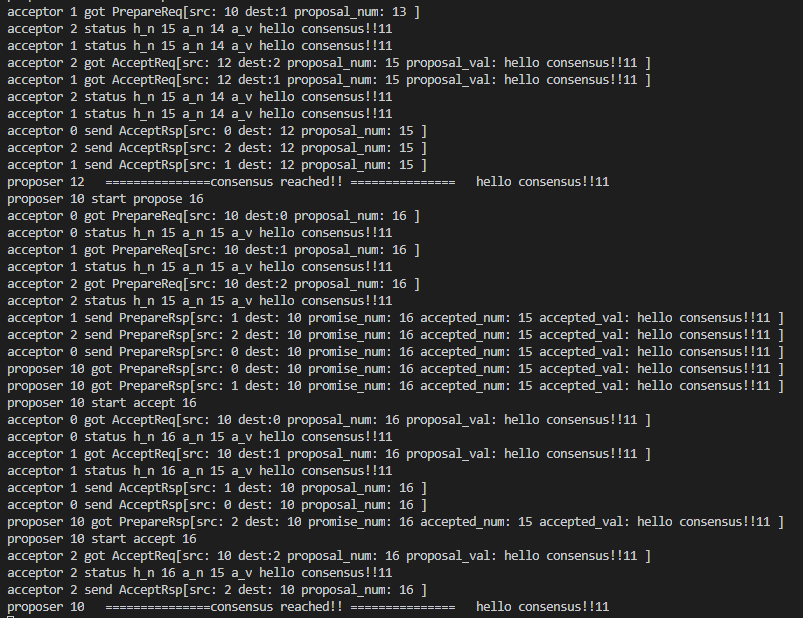 acceptor 1 got PrepareReq[src: 10 dest:1 proposal_num: 13 ]
acceptor 2 status h_n 15 a_n 14 a_v hello consensus!!11
acceptor 1 status h_n 15 a_n 14 a_v hello consensus!!11
acceptor 2 got AcceptReq[src: 12 dest:2 proposal_num: 15 proposal_val: hello consensus!!11 ]
acceptor 1 got AcceptReq[src: 12 dest:1 proposal_num: 15 proposal_val: hello consensus!!11 ]
acceptor 2 status h_n 15 a_n 14 a_v hello consensus!!11
acceptor 1 status h_n 15 a_n 14 a_v hello consensus!!11
acceptor 0 send AcceptRsp[src: 0 dest: 12 proposal_num: 15 ]
acceptor 2 send AcceptRsp[src: 2 dest: 12 proposal_num: 15 ]
acceptor 1 send AcceptRsp[src: 1 dest: 12 proposal_num: 15 ]
proposer 12   ===============consensus reached!! ===============   hello consensus!!11
proposer 10 start propose 16
acceptor 0 got PrepareReq[src: 10 dest:0 proposal_num: 16 ]
acceptor 0 status h_n 15 a_n 15 a_v hello consensus!!11
acceptor 1 got PrepareReq[src: 10 dest:1 proposal_num: 16 ]
acceptor 1 status h_n 15 a_n 15 a_v hello consensus!!11
acceptor 2 got PrepareReq[src: 10 dest:2 proposal_num: 16 ]
acceptor 2 status h_n 15 a_n 15 a_v hello consensus!!11
acceptor 1 send PrepareRsp[src: 1 dest: 10 promise_num: 16 accepted_num: 15 accepted_val: hello consensus!!11 ]
acceptor 2 send PrepareRsp[src: 2 dest: 10 promise_num: 16 accepted_num: 15 accepted_val: hello consensus!!11 ]
acceptor 0 send PrepareRsp[src: 0 dest: 10 promise_num: 16 accepted_num: 15 accepted_val: hello consensus!!11 ]
proposer 10 got PrepareRsp[src: 0 dest: 10 promise_num: 16 accepted_num: 15 accepted_val: hello consensus!!11 ]
proposer 10 got PrepareRsp[src: 1 dest: 10 promise_num: 16 accepted_num: 15 accepted_val: hello consensus!!11 ]
proposer 10 start accept 16
acceptor 0 got AcceptReq[src: 10 dest:0 proposal_num: 16 proposal_val: hello consensus!!11 ]
acceptor 0 status h_n 16 a_n 15 a_v hello consensus!!11
acceptor 1 got AcceptReq[src: 10 dest:1 proposal_num: 16 proposal_val: hello consensus!!11 ]
acceptor 1 status h_n 16 a_n 15 a_v hello consensus!!11
acceptor 1 send AcceptRsp[src: 1 dest: 10 proposal_num: 16 ]
acceptor 0 send AcceptRsp[src: 0 dest: 10 proposal_num: 16 ]
proposer 10 got PrepareRsp[src: 2 dest: 10 promise_num: 16 accepted_num: 15 accepted_val: hello consensus!!11 ]
proposer 10 start accept 16
acceptor 2 got AcceptReq[src: 10 dest:2 proposal_num: 16 proposal_val: hello consensus!!11 ]
acceptor 2 status h_n 16 a_n 15 a_v hello consensus!!11
acceptor 2 send AcceptRsp[src: 2 dest: 10 proposal_num: 16 ]
proposer 10   ===============consensus reached!! ===============   hello consensus!!11